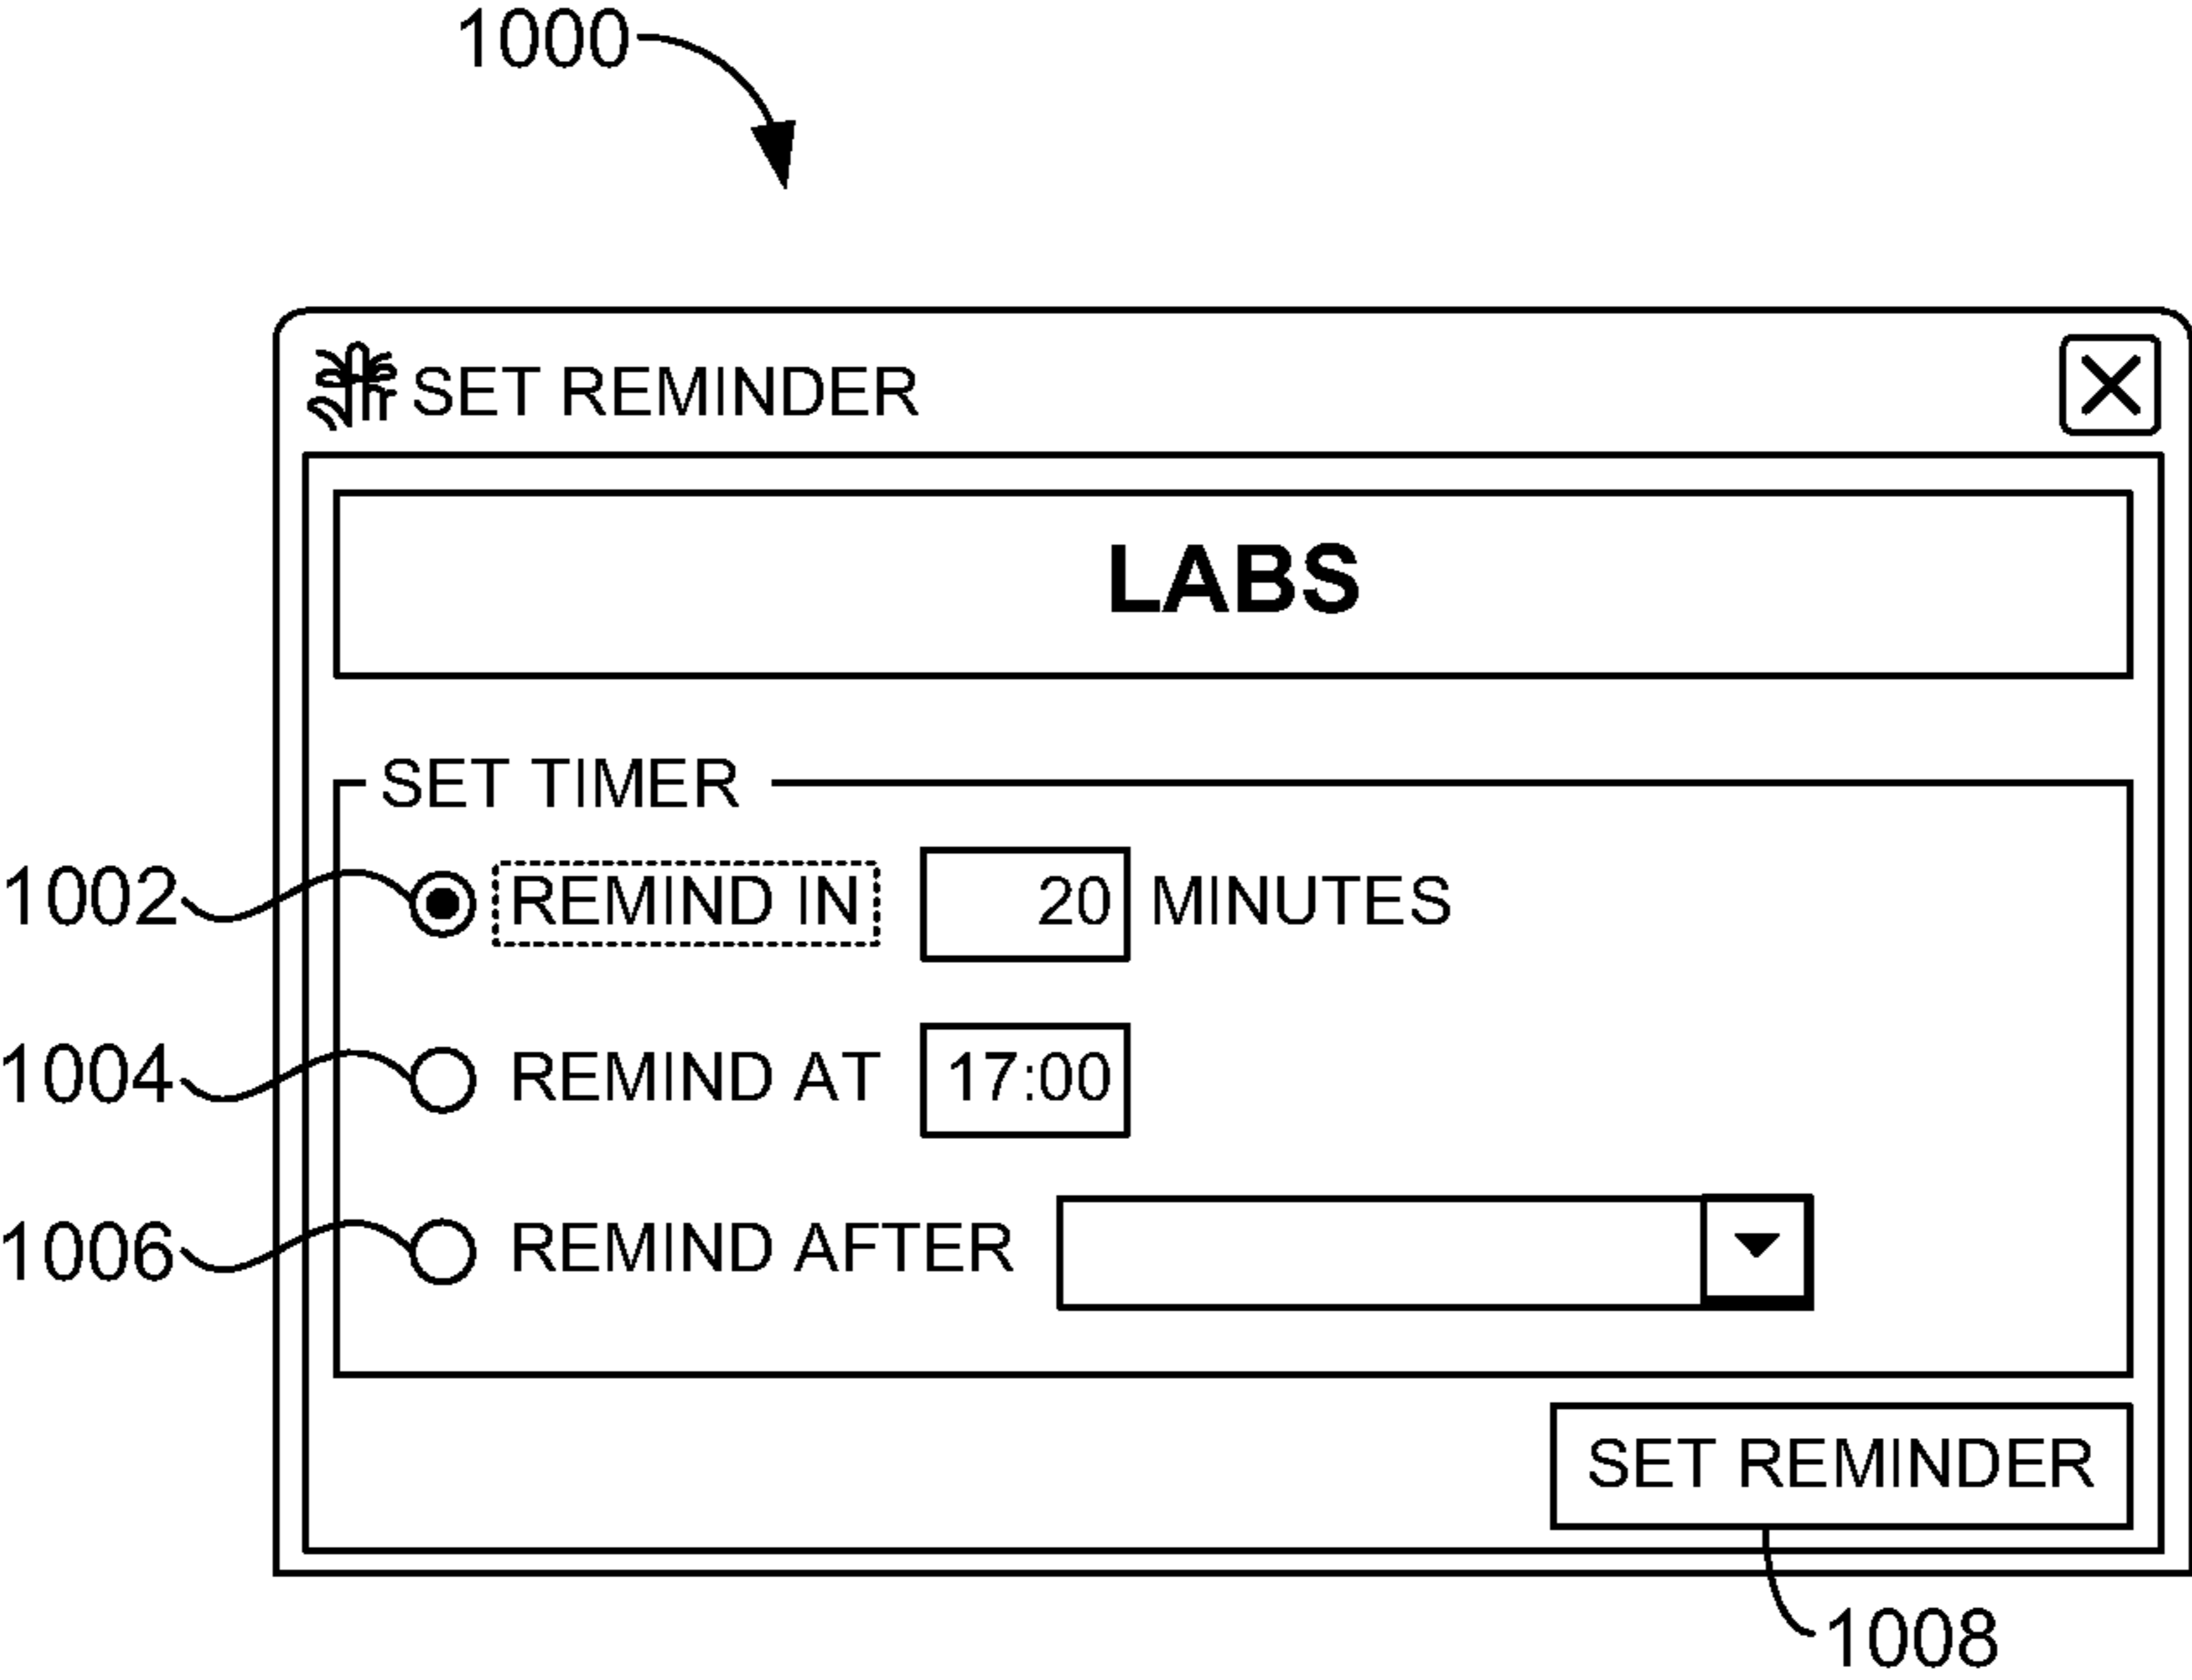 1000
SET REMINDER
LABS
SET TIMER
1002 REMIND IN 20 MINUTES
1004 REMIND AT 17:00
1006 REMIND AFTER
SET REMINDER
1008